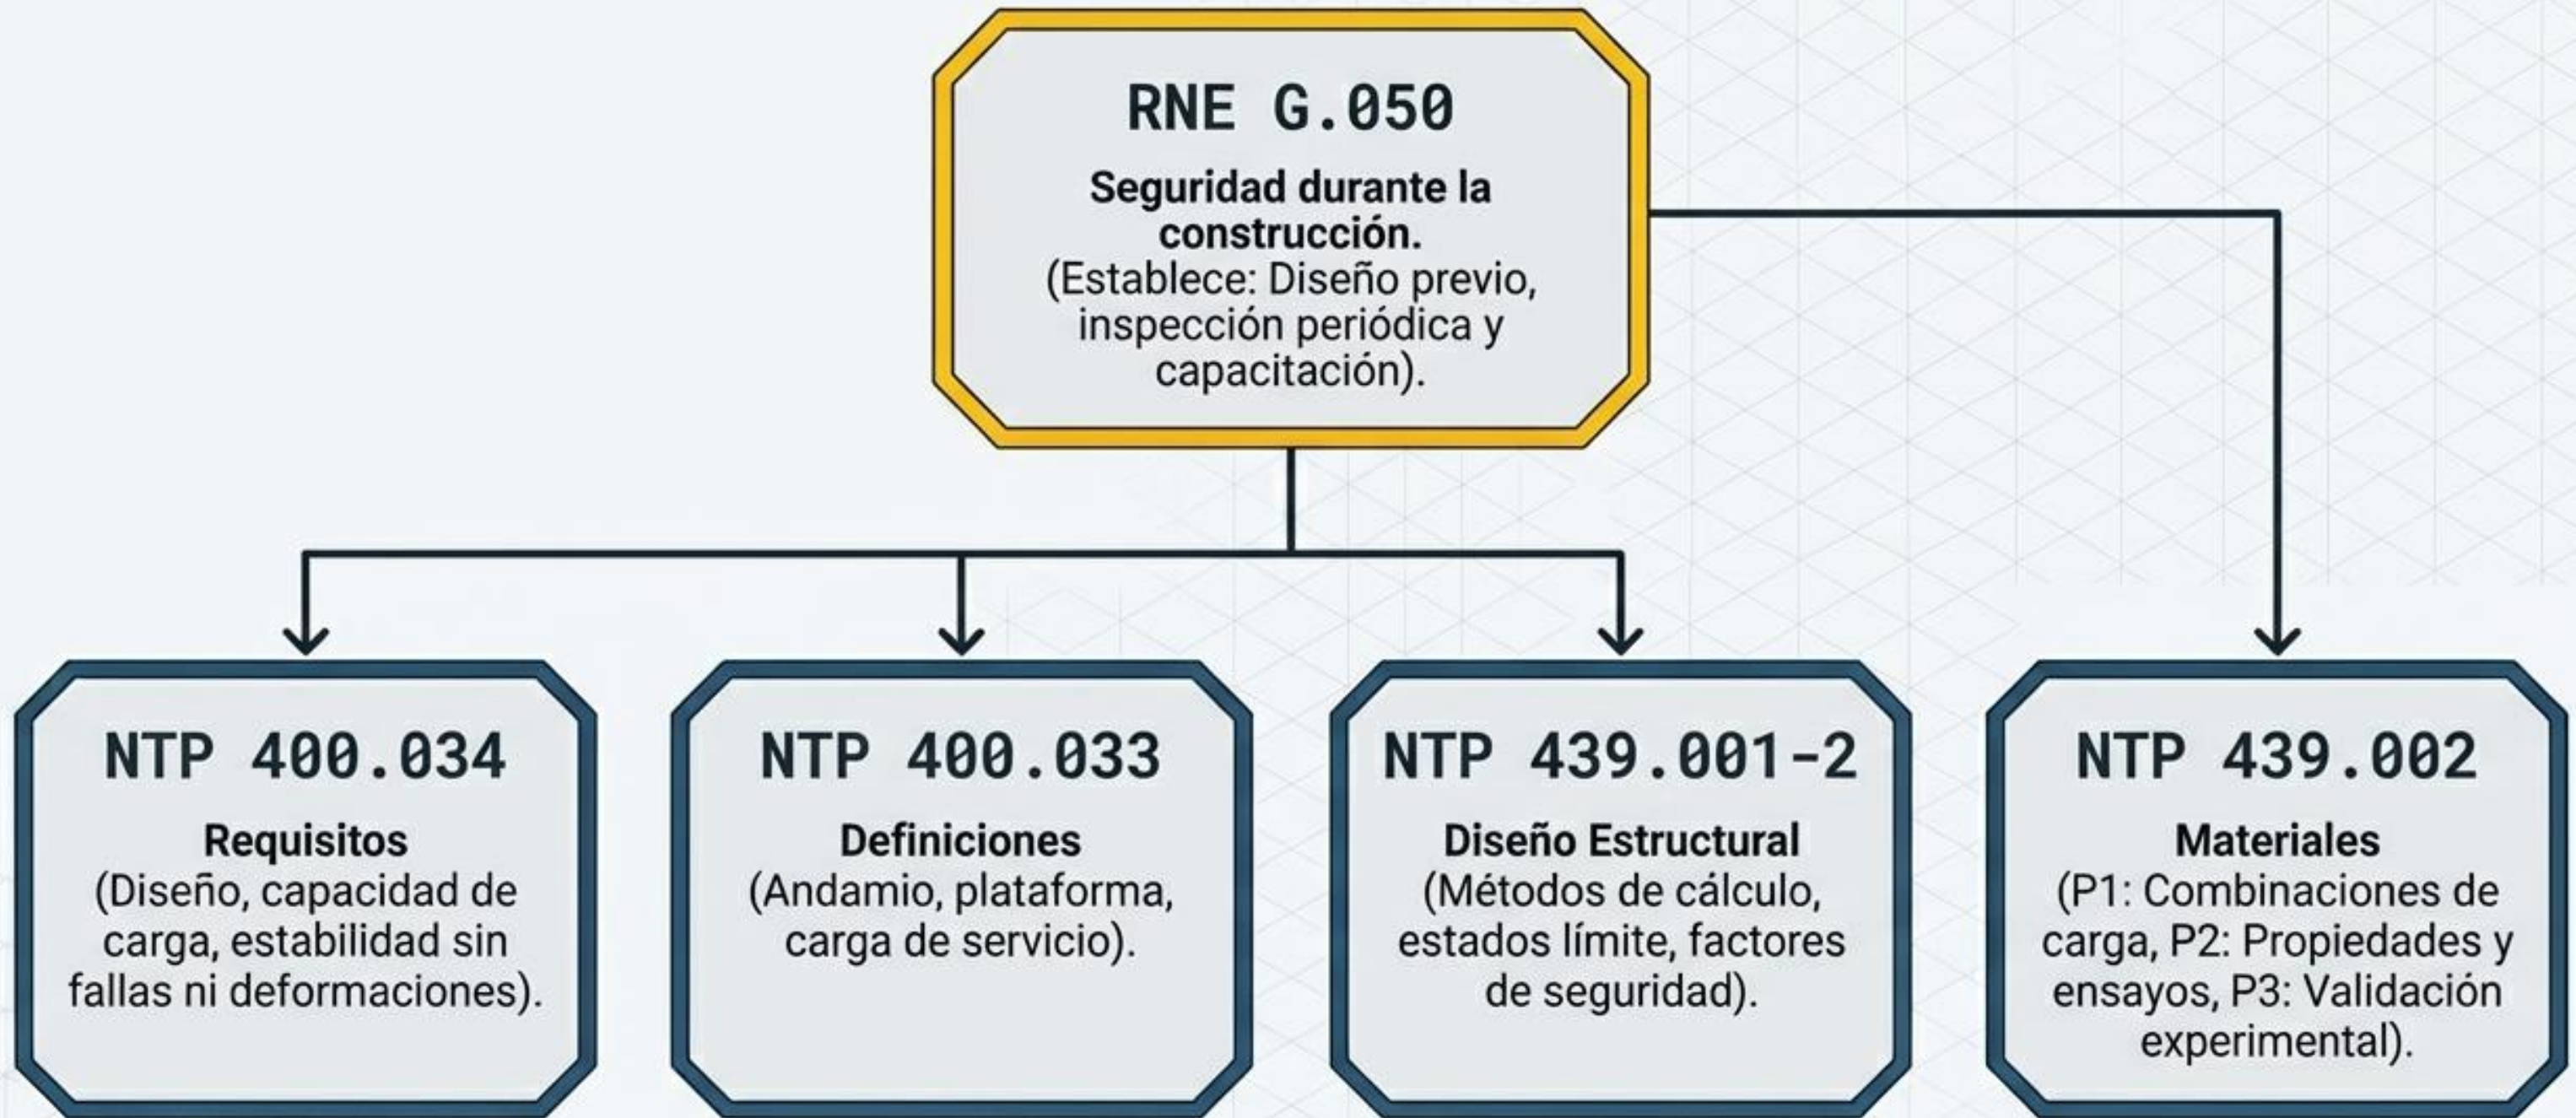 RNE G.050
Seguridad durante la
construcción.
(Establece: Diseño previo,
inspección periódica y
capacitación).
NTP 400.034
Requisitos
(Diseño, capacidad de
carga, estabilidad sin
fallas ni deformaciones).
NTP 400.033
Definiciones
(Andamio, plataforma,
carga de servicio).
NTP 439.001-2
Diseño Estructural
(Métodos de cálculo,
estados límite, factores
de seguridad).
NTP 439.002
Materiales
(P1: Combinaciones de
carga, P2: Propiedades y
ensayos, P3: Validación
experimental).